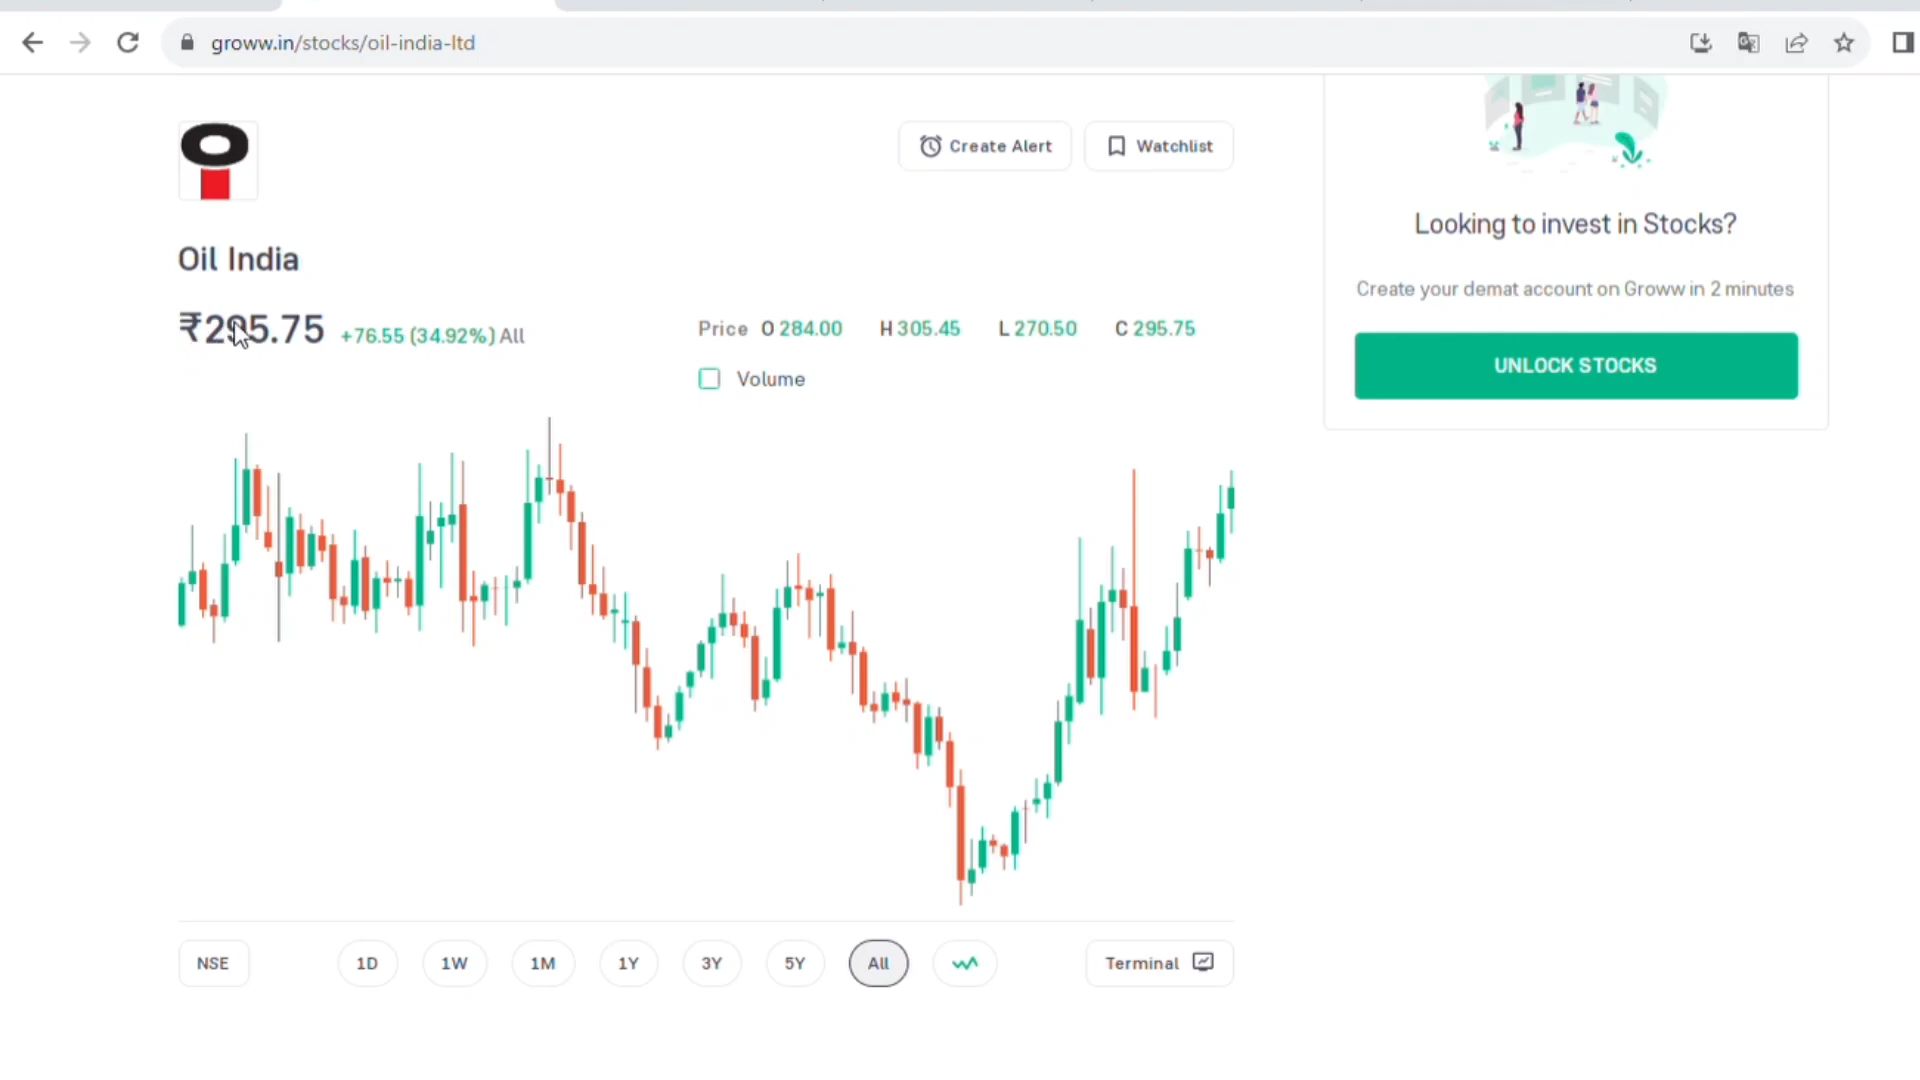 groww.in/stocks/oil-india-ltd
Create Alert
Watchlist
Looking to invest in Stocks?
Create your demat account on Groww in 2 minutes
UNLOCK STOCKS
Oil India
₹295.75 +76.55 (34.92%) All
Price O 284.00 H 305.45 L 270.50 C 295.75
Volume
NSE 1D 1W 1M 1Y 3Y 5Y All Terminal